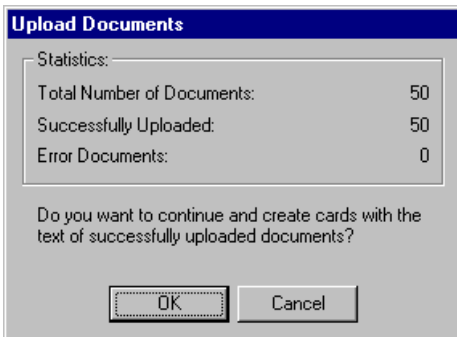 Upload Documents
Statistics:
Total Number of Documents: 50
Successfully Uploaded: 50
Error Documents: 0
Do you want to continue and create cards with the
text of successfully uploaded documents?
OK Cancel